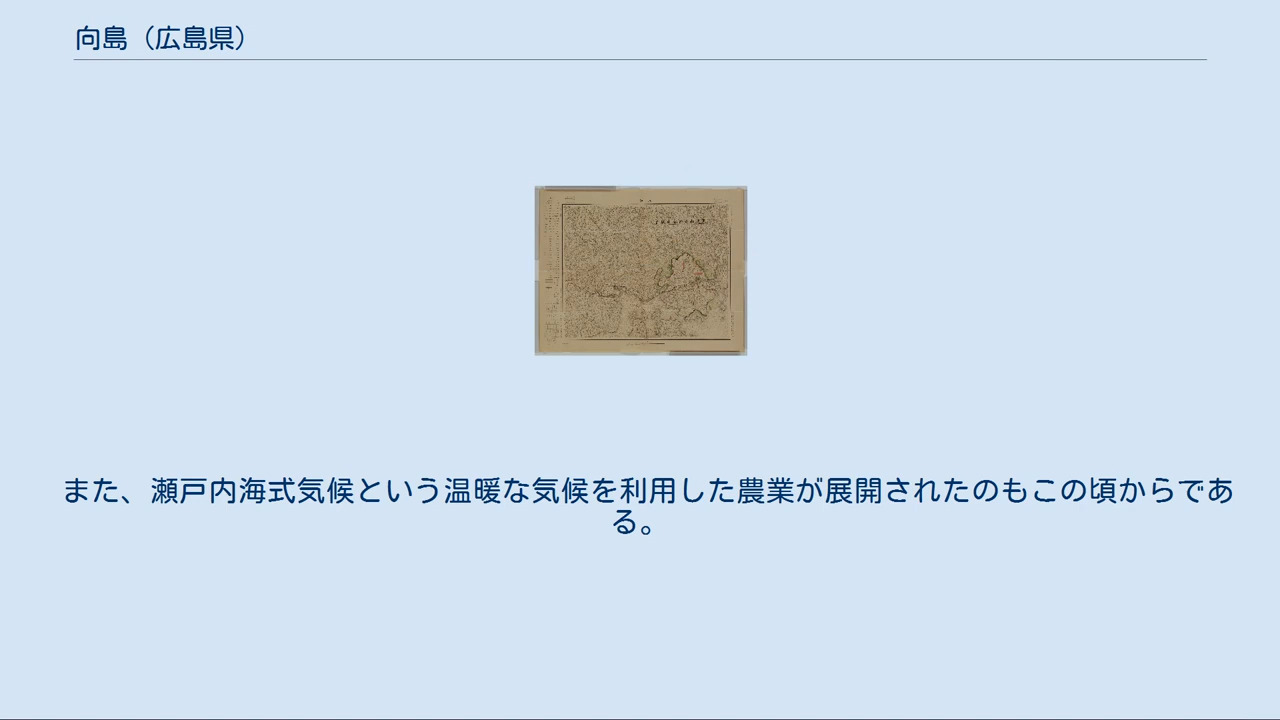 向島（広島県）
また、瀬戸内海式気候という温暖な気候を利用した農業が展開されたのもこの頃からであ
る。